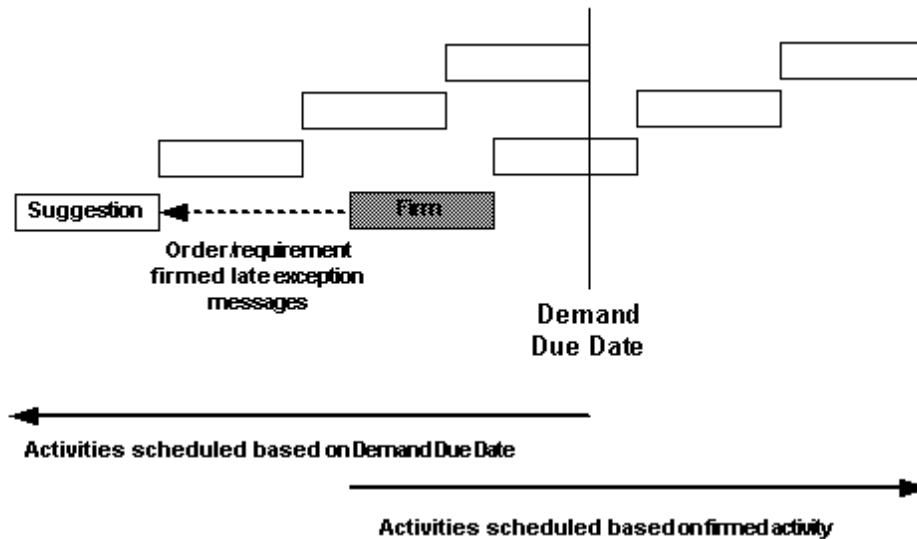 Suggestion
Firm
Order/requirement
firmed late exception
messages
Demand
Due Date
Activities scheduled based on Demand Due Date
Activities scheduled based on firmed activity